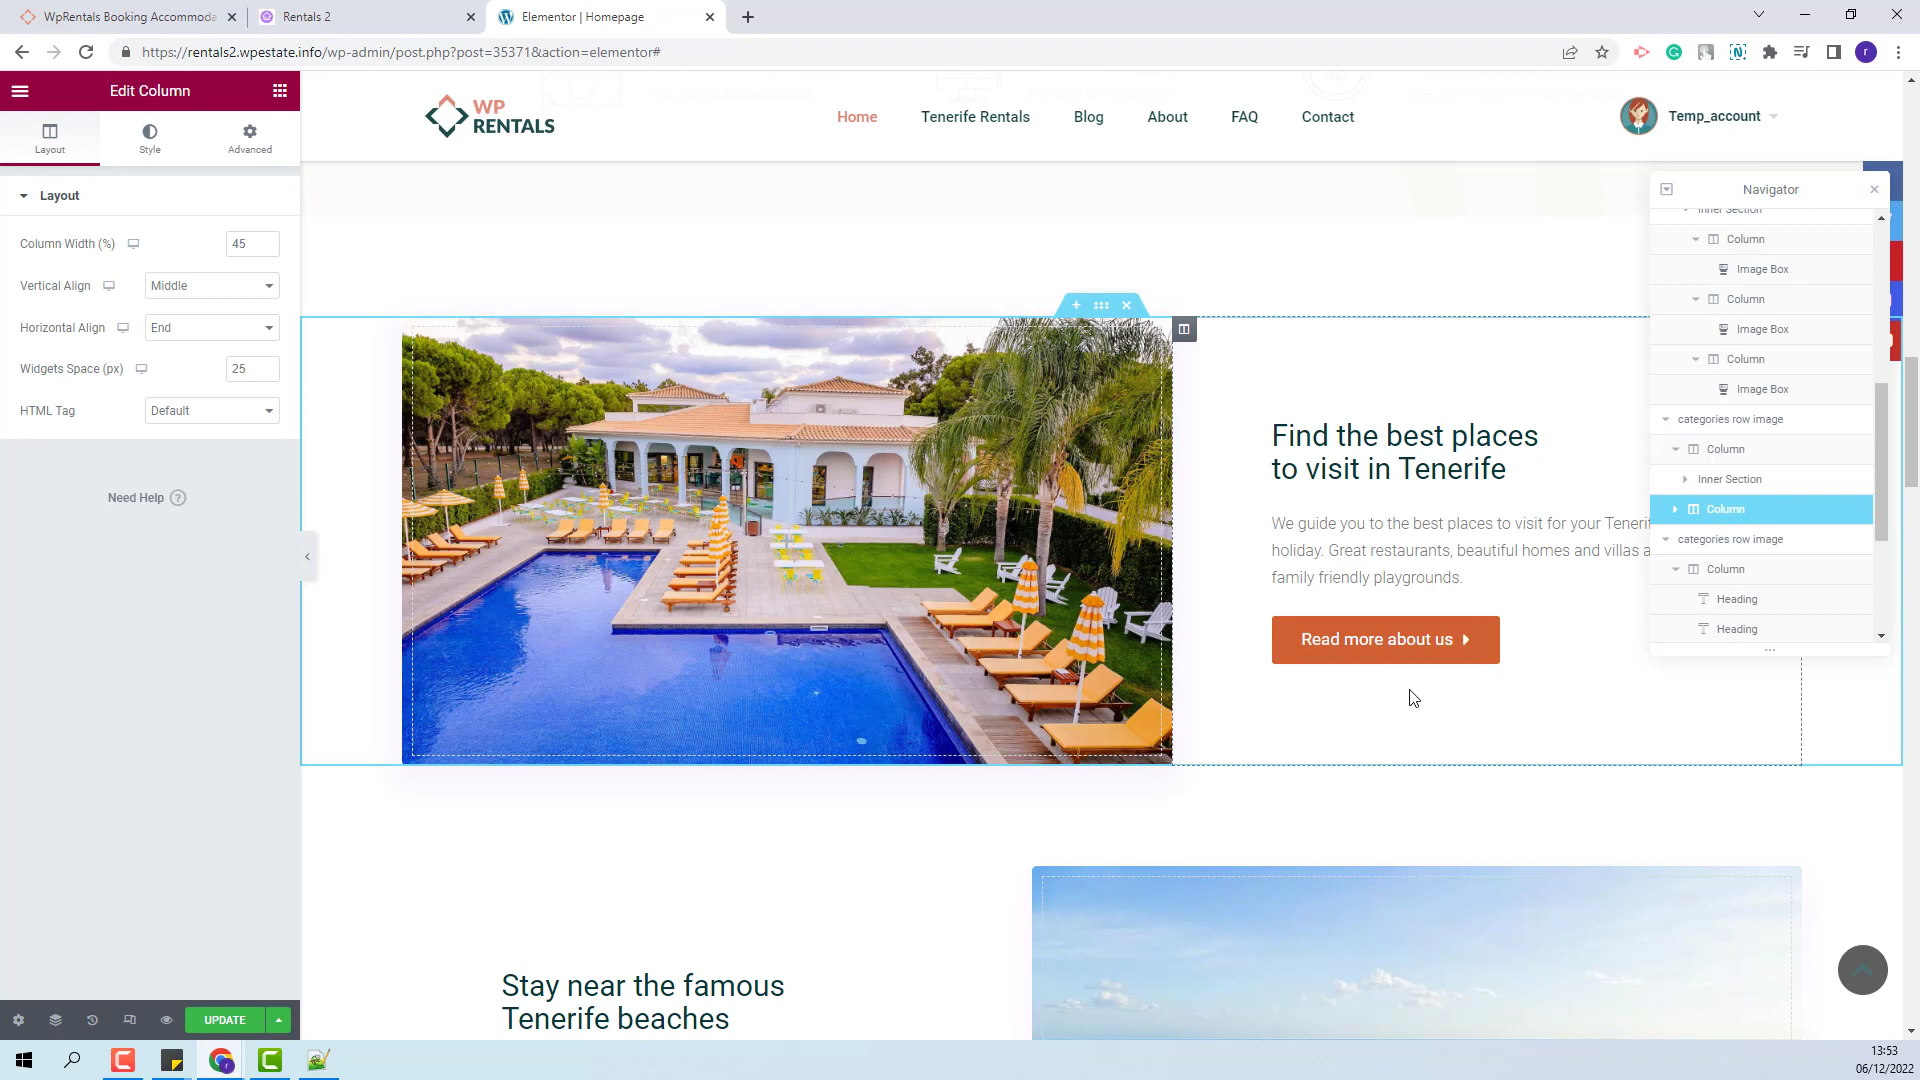 WpRentals Booking Accommoda
Rentals 2
Elementor | Homepage
https://rentals2.wpestate.info/wp-admin/post.php?post=35371&action=elementor#
r
Edit Column
Layout
Style
Advanced
Layout
Column Width (%)
45
Vertical Align
Middle
Horizontal Align
End
Widgets Space (px)
25
HTML Tag
Default
Need Help
UPDATE
WP
RENTALS
Home
Tenerife Rentals
Blog
About
FAQ
Contact
Temp_account
Find the best places
to visit in Tenerife
We guide you to the best places to visit for your Tenerif
holiday. Great restaurants, beautiful homes and villas a
family friendly playgrounds.
Read more about us
Stay near the famous
Tenerife beaches
Navigator
Inner Section
Column
Image Box
Column
Image Box
Column
Image Box
categories row image
Column
Inner Section
Column
categories row image
Column
Heading
Heading
13:53
06/12/2022